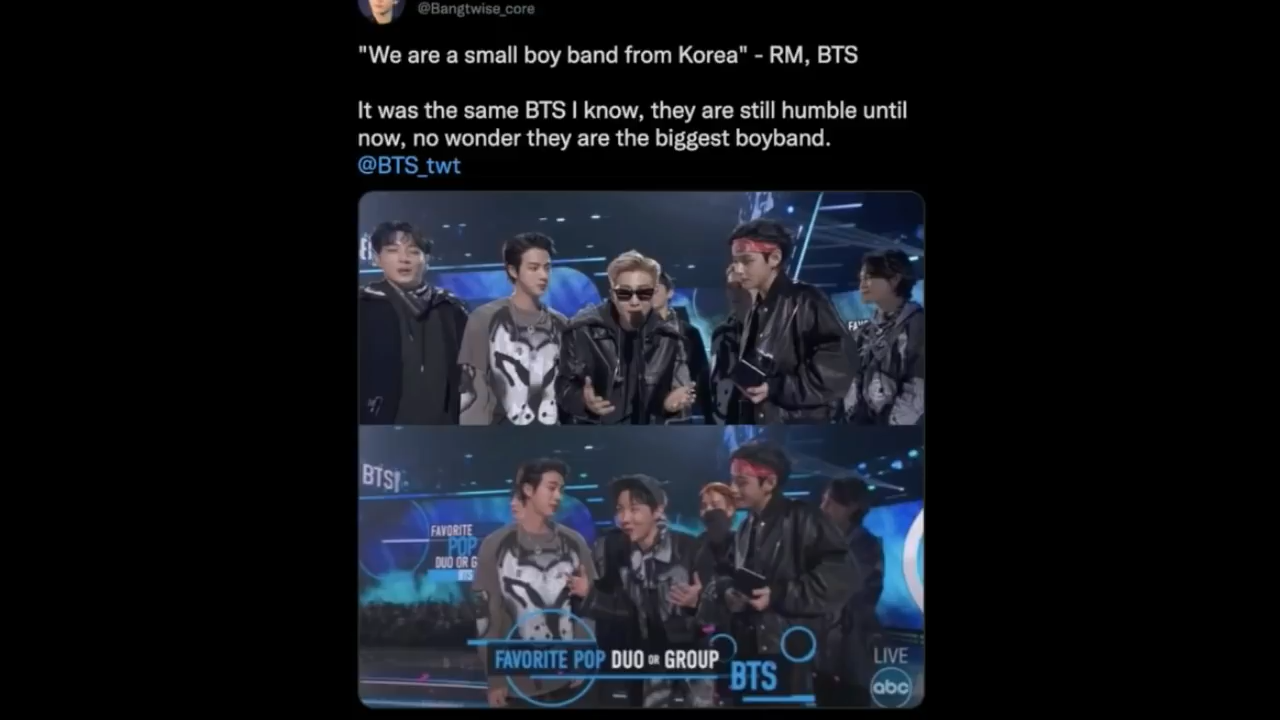 @Bangtwise_core
"We are a small boy band from Korea" - RM, BTS
It was the same BTS I know, they are still humble until
now, no wonder they are the biggest boyband.
@BTS_twt
BTS
FAVORITE
POP
DUO OR G
BTS
FAVORITE POP DUO OR GROUP
BTS
LIVE
abc